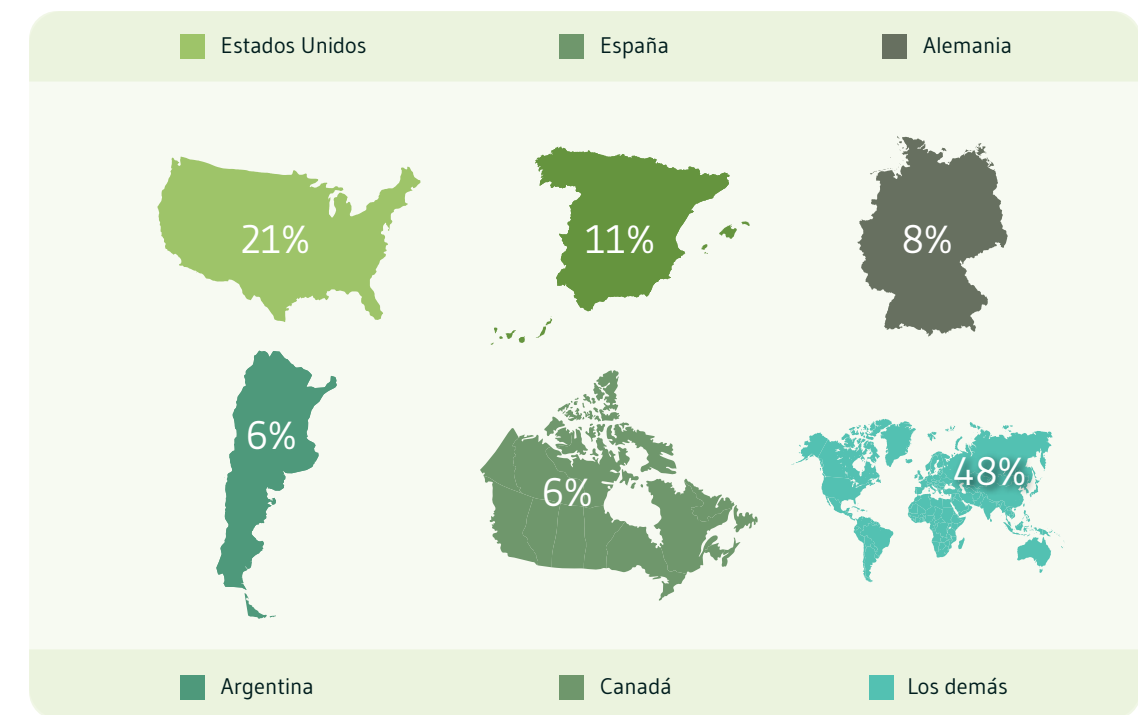 Estados Unidos
España
Alemania
21%
11%
8%
6%
6%
48%
Argentina
Canadá
Los demás